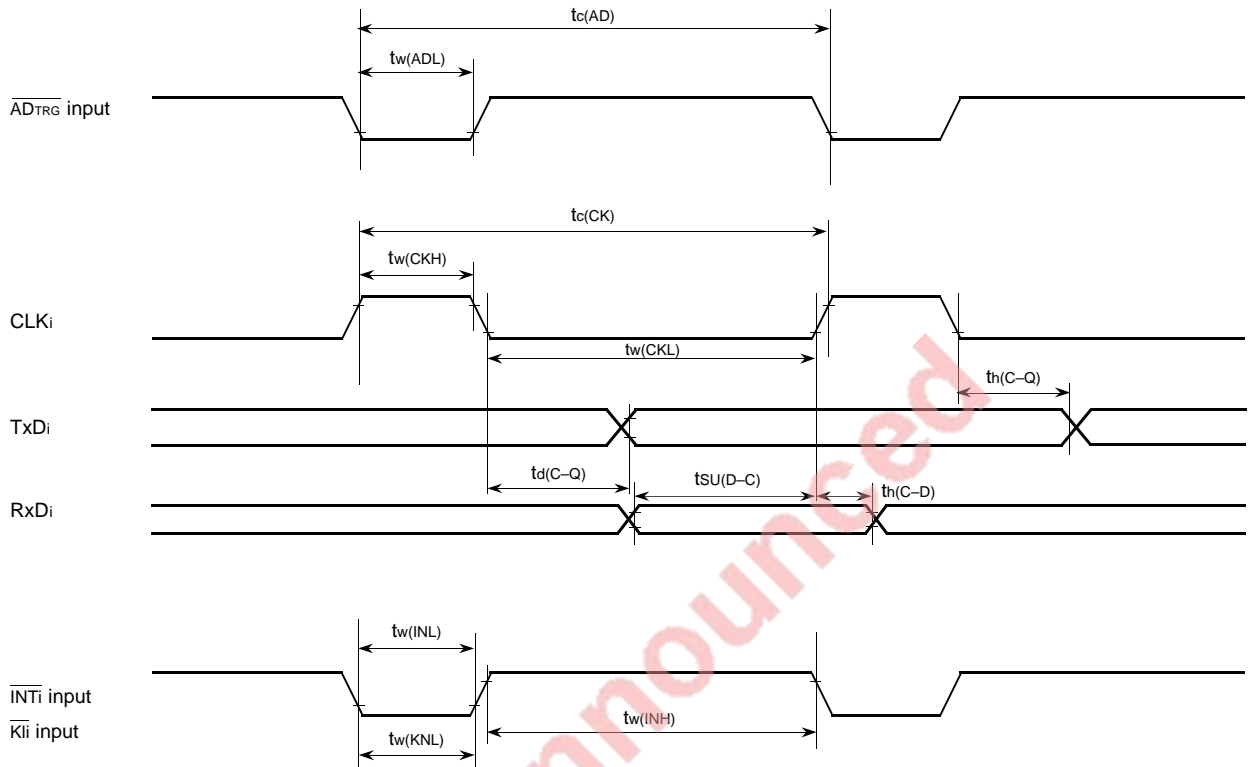 tc(AD)
tw(ADL)
ADTRG input
tc(CK)
tw(CKH)
CLKi
tw(CKL)
th(C–Q)
TxDi
td(C–Q)
tSU(D–C)
th(C–D)
RxDi
tw(INL)
INTi input
tw(INH)
KIi input
tw(KNL)
nnounced